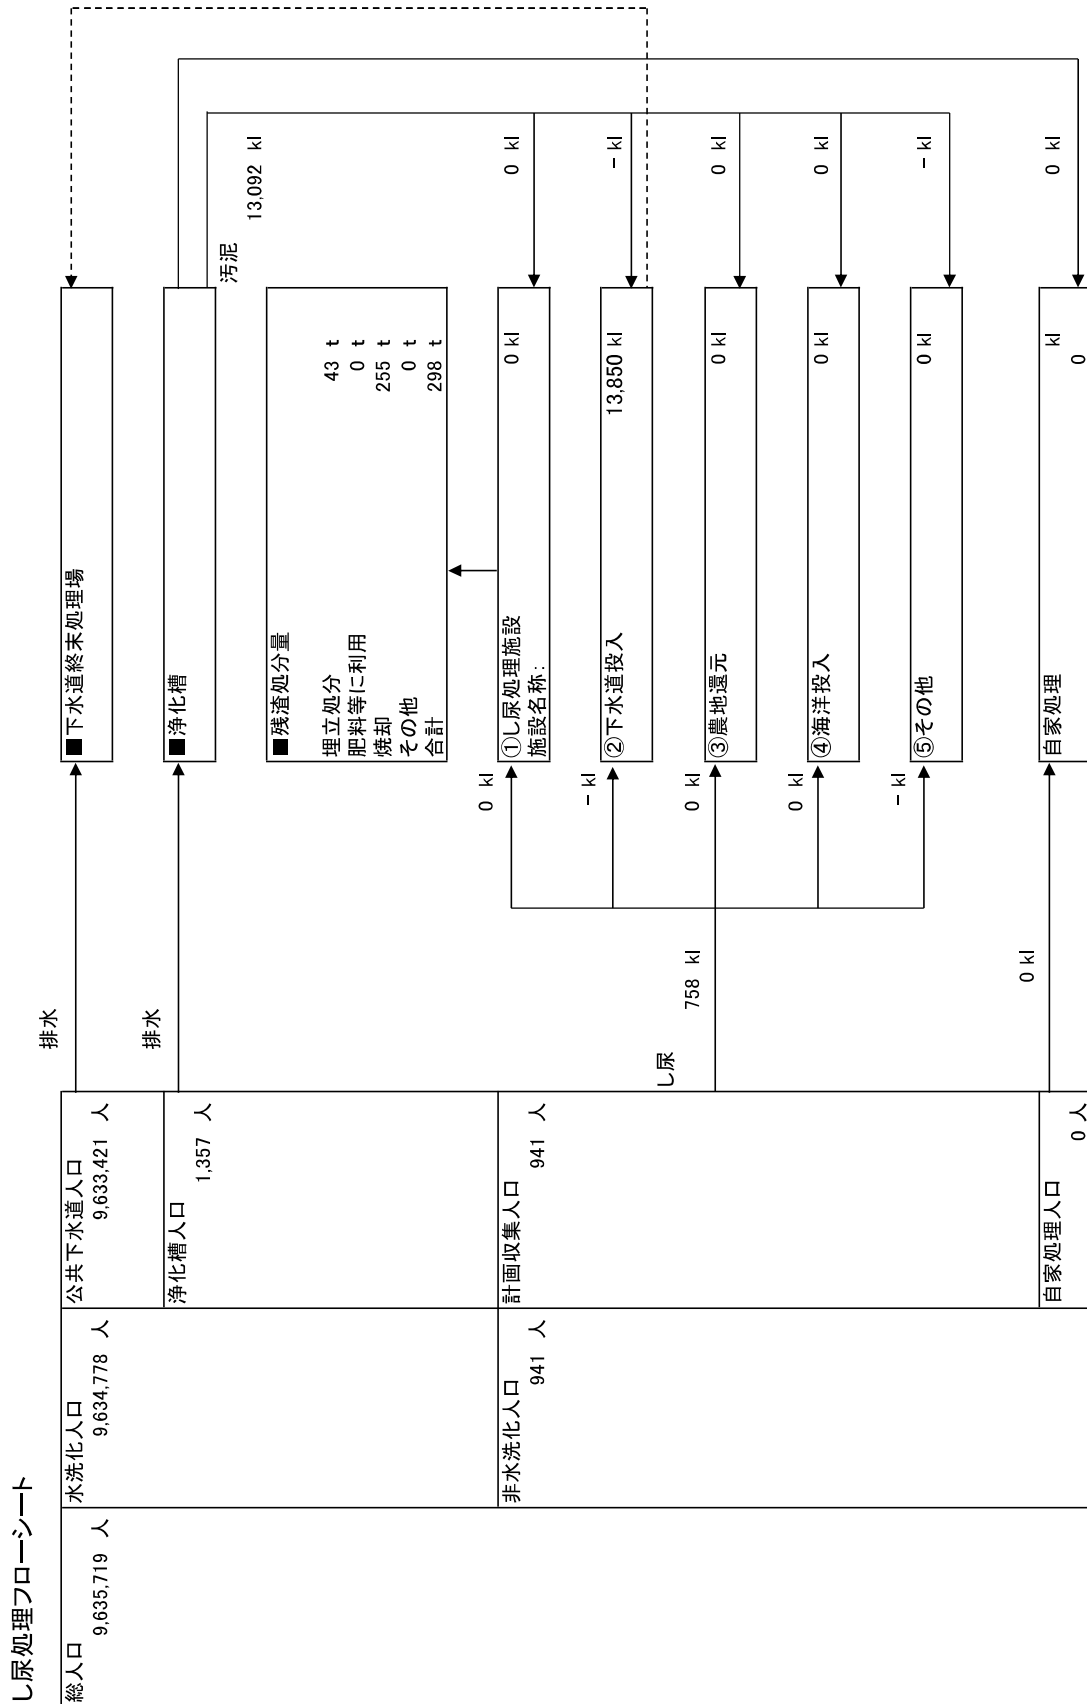 し尿処理フローシート
総人口
9,635,719 人
水洗化人口
9,634,778 人
公共下水道人口
9,633,421 人
排水
■下水道終末処理場
浄化槽人口
1,357 人
排水
■浄化槽
汚泥
13,092 kl
■残渣処分量
埋立処分 43 t
肥料等に利用 0 t
焼却 255 t
その他 0 t
合計 298 t
非水洗化人口
941 人
計画収集人口
941 人
し尿
758 kl
0 kl
①し尿処理施設 0 kl
施設名称:
0 kl
- kl
②下水道投入 13,850 kl
- kl
0 kl
③農地還元 0 kl
0 kl
0 kl
④海洋投入 0 kl
0 kl
- kl
⑤その他 0 kl
- kl
自家処理人口
0 人
0 kl
自家処理 kl
0
0 kl